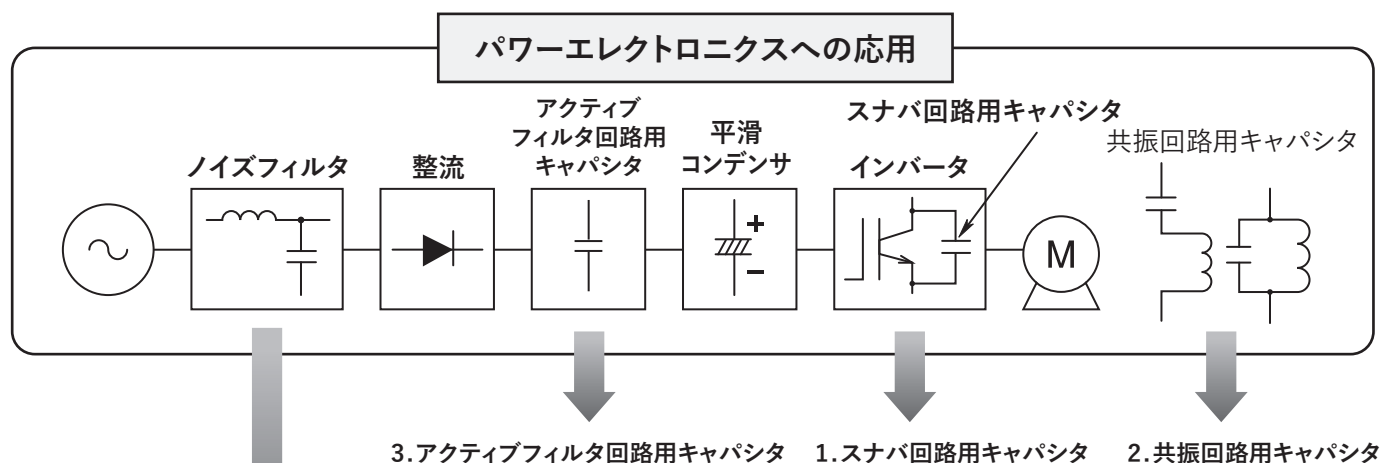 パワーエレクトロニクスへの応用
ノイズフィルタ
整流
アクティブ
フィルタ回路用
キャパシタ
平滑
コンデンサ
スナバ回路用キャパシタ
インバータ
共振回路用キャパシタ
+
−
M
3.アクティブフィルタ回路用キャパシタ
1.スナバ回路用キャパシタ
2.共振回路用キャパシタ